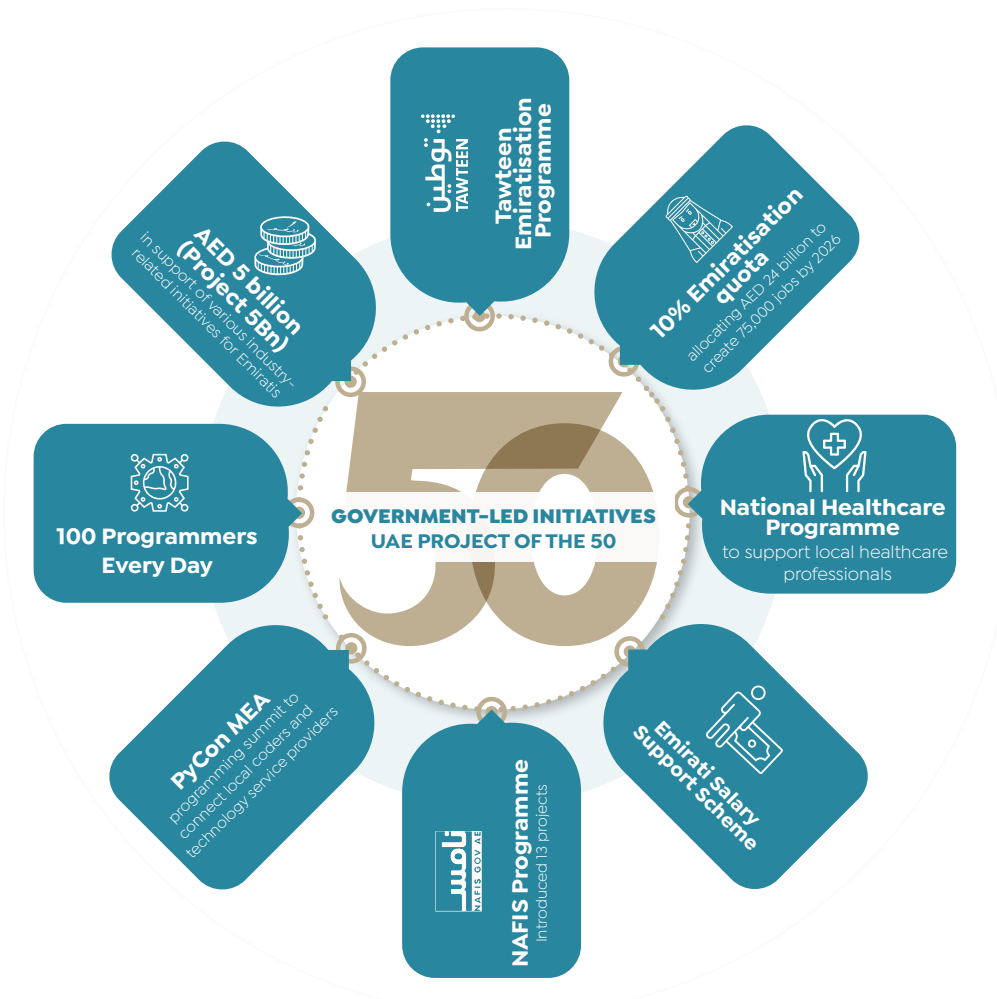 توطين
TAWTEEN
Tawteen
Emiratisation
Programme
10% Emiratisation
quota
allocating AED 24 billion to
create 75,000 jobs by 2026
National Healthcare
Programme
to support local healthcare
professionals
Emirati Salary
Support Scheme
نافس
NAFIS GOV AE
NAFIS Programme
Introduced 13 projects
PyCon MEA
programming summit to
connect local coders and
technology service providers
100 Programmers
Every Day
AED 5 billion
(Project 5Bn)
in support of various industry-
related initiatives for Emiratis
50
GOVERNMENT-LED INITIATIVES
UAE PROJECT OF THE 50